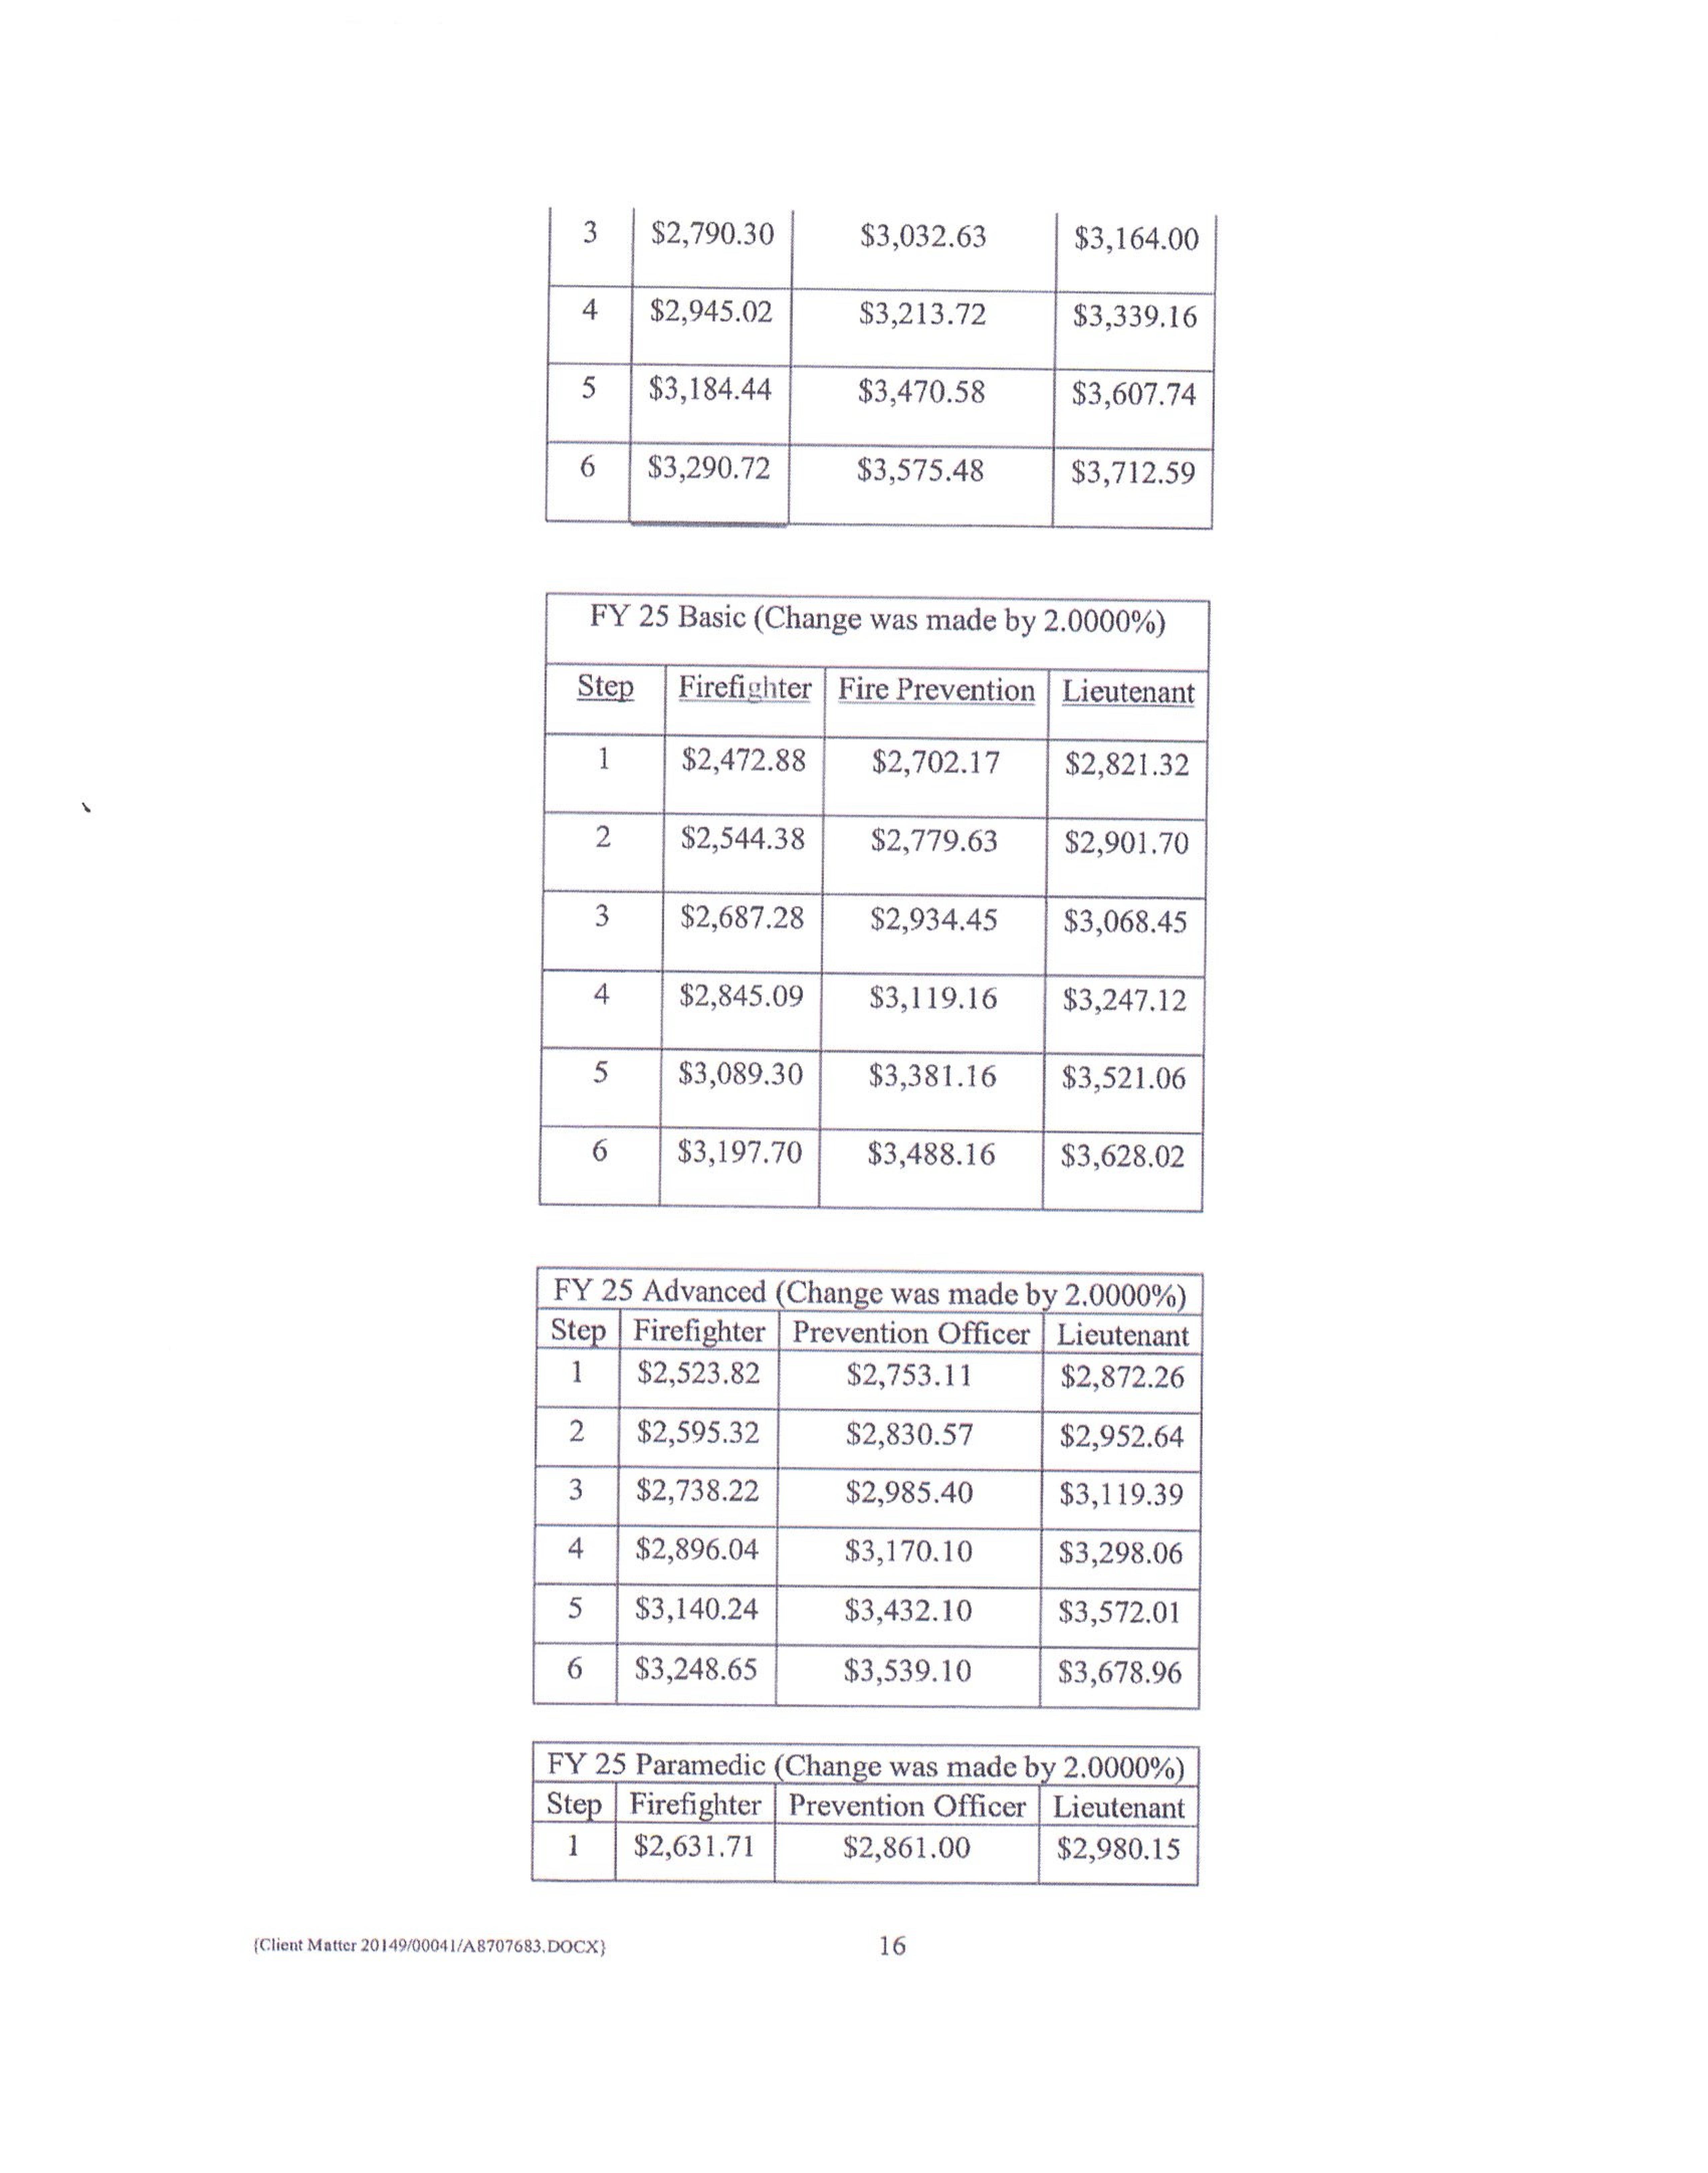 3 $2,790.30 $3,032.63 $3,164.00
4 $2,945.02 $3,213.72 $3,339.16
5 $3,184.44 $3,470.58 $3,607.74
6 $3,290.72 $3,575.48 $3,712.59
FY 25 Basic (Change was made by 2.0000%)
Step Firefighter Fire Prevention Lieutenant
1 $2,472.88 $2,702.17 $2,821.32
2 $2,544.38 $2,779.63 $2,901.70
3 $2,687.28 $2,934.45 $3,068.45
4 $2,845.09 $3,119.16 $3,247.12
5 $3,089.30 $3,381.16 $3,521.06
6 $3,197.70 $3,488.16 $3,628.02
FY 25 Advanced (Change was made by 2.0000%)
Step Firefighter Prevention Officer Lieutenant
1 $2,523.82 $2,753.11 $2,872.26
2 $2,595.32 $2,830.57 $2,952.64
3 $2,738.22 $2,985.40 $3,119.39
4 $2,896.04 $3,170.10 $3,298.06
5 $3,140.24 $3,432.10 $3,572.01
6 $3,248.65 $3,539.10 $3,678.96
FY 25 Paramedic (Change was made by 2.0000%)
Step Firefighter Prevention Officer Lieutenant
1 $2,631.71 $2,861.00 $2,980.15
{Client Matter 20149/00041/A8707683.DOCX} 16